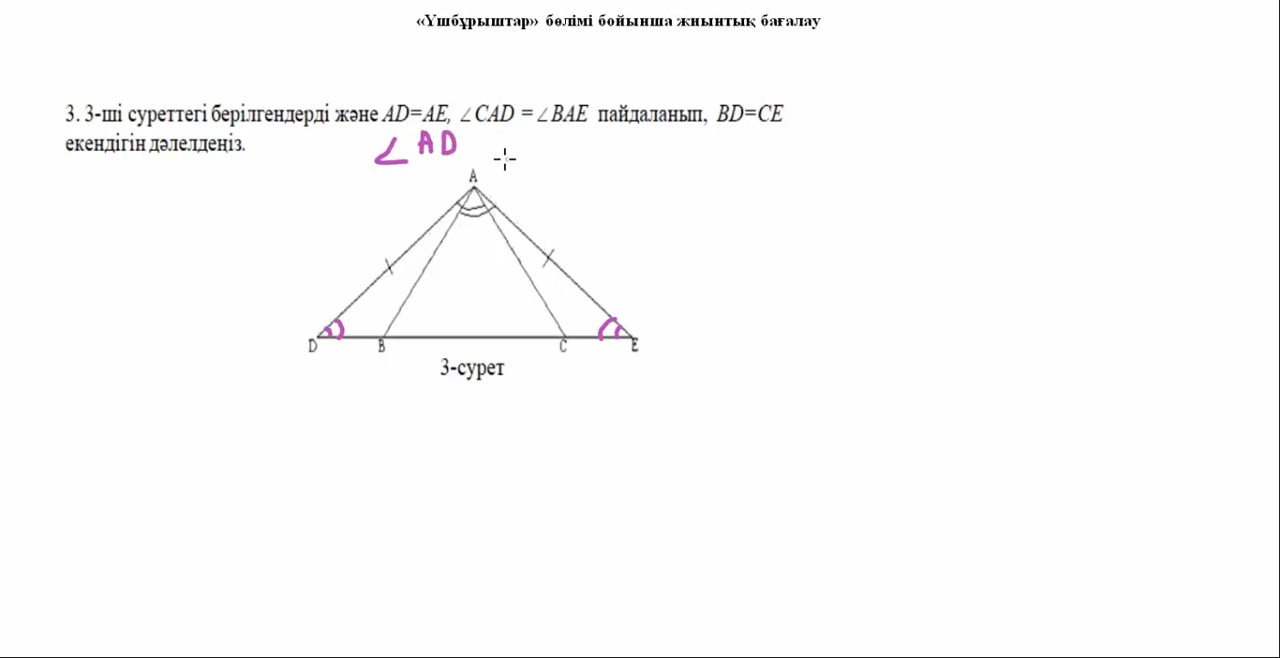 «Үшбұрыштар» бөлімі бойынша жиынтық бағалау
3. 3-ші суреттегі берілгендерді және AD=AE, ∠CAD = ∠BAE пайдаланып, BD=CE
екендігін дәлелдеңіз.
∠ AD
A
D B C E
3-сурет